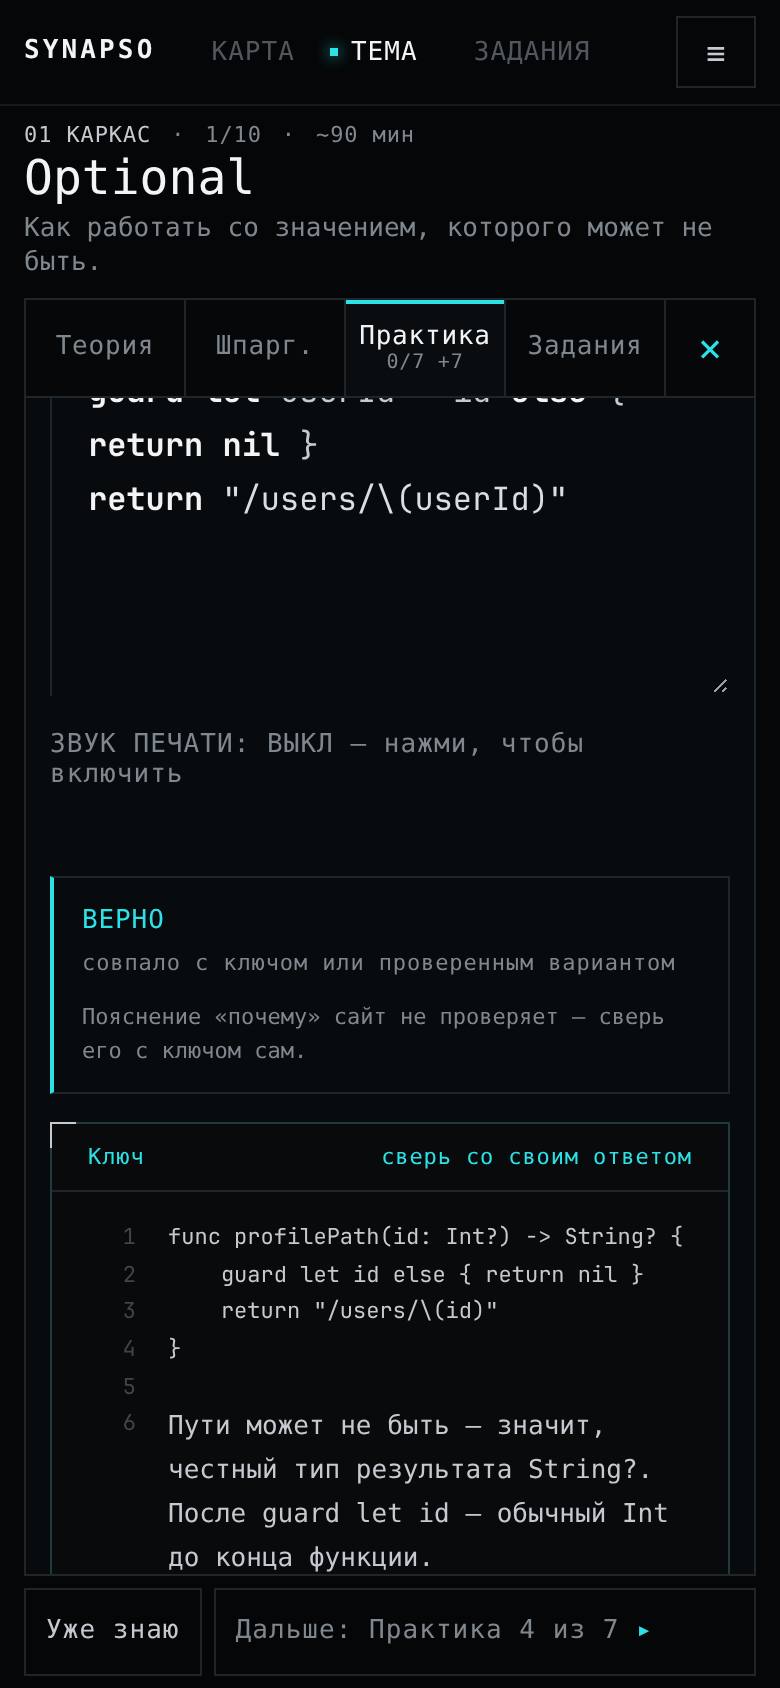 SYNAPSO КАРТА ТЕМА ЗАДАНИЯ ≡
01 КАРКАС · 1/10 · ~90 мин
Optional
Как работать со значением, которого может не
быть.
Теория Шпарг. Практика Задания ×
0/7 +7
guard let userId = id else {
return nil }
return "/users/\(userId)"
ЗВУК ПЕЧАТИ: ВЫКЛ — нажми, чтобы
включить
ВЕРНО
совпало с ключом или проверенным вариантом
Пояснение «почему» сайт не проверяет — сверь
его с ключом сам.
Ключ сверь со своим ответом
1 func profilePath(id: Int?) -> String? {
2 guard let id else { return nil }
3 return "/users/\(id)"
4 }
5
6 Пути может не быть — значит,
честный тип результата String?.
После guard let id — обычный Int
до конца функции.
Уже знаю Дальше: Практика 4 из 7 ▸